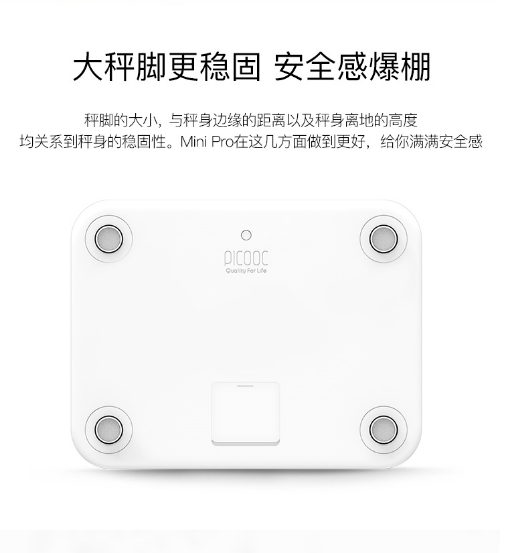 大秤脚更稳固 安全感爆棚
秤脚的大小, 与秤身边缘的距离以及秤身离地的高度
均关系到秤身的稳固性。Mini Pro在这几方面做到更好，给你满满安全感
PICOOC
Quality For Life